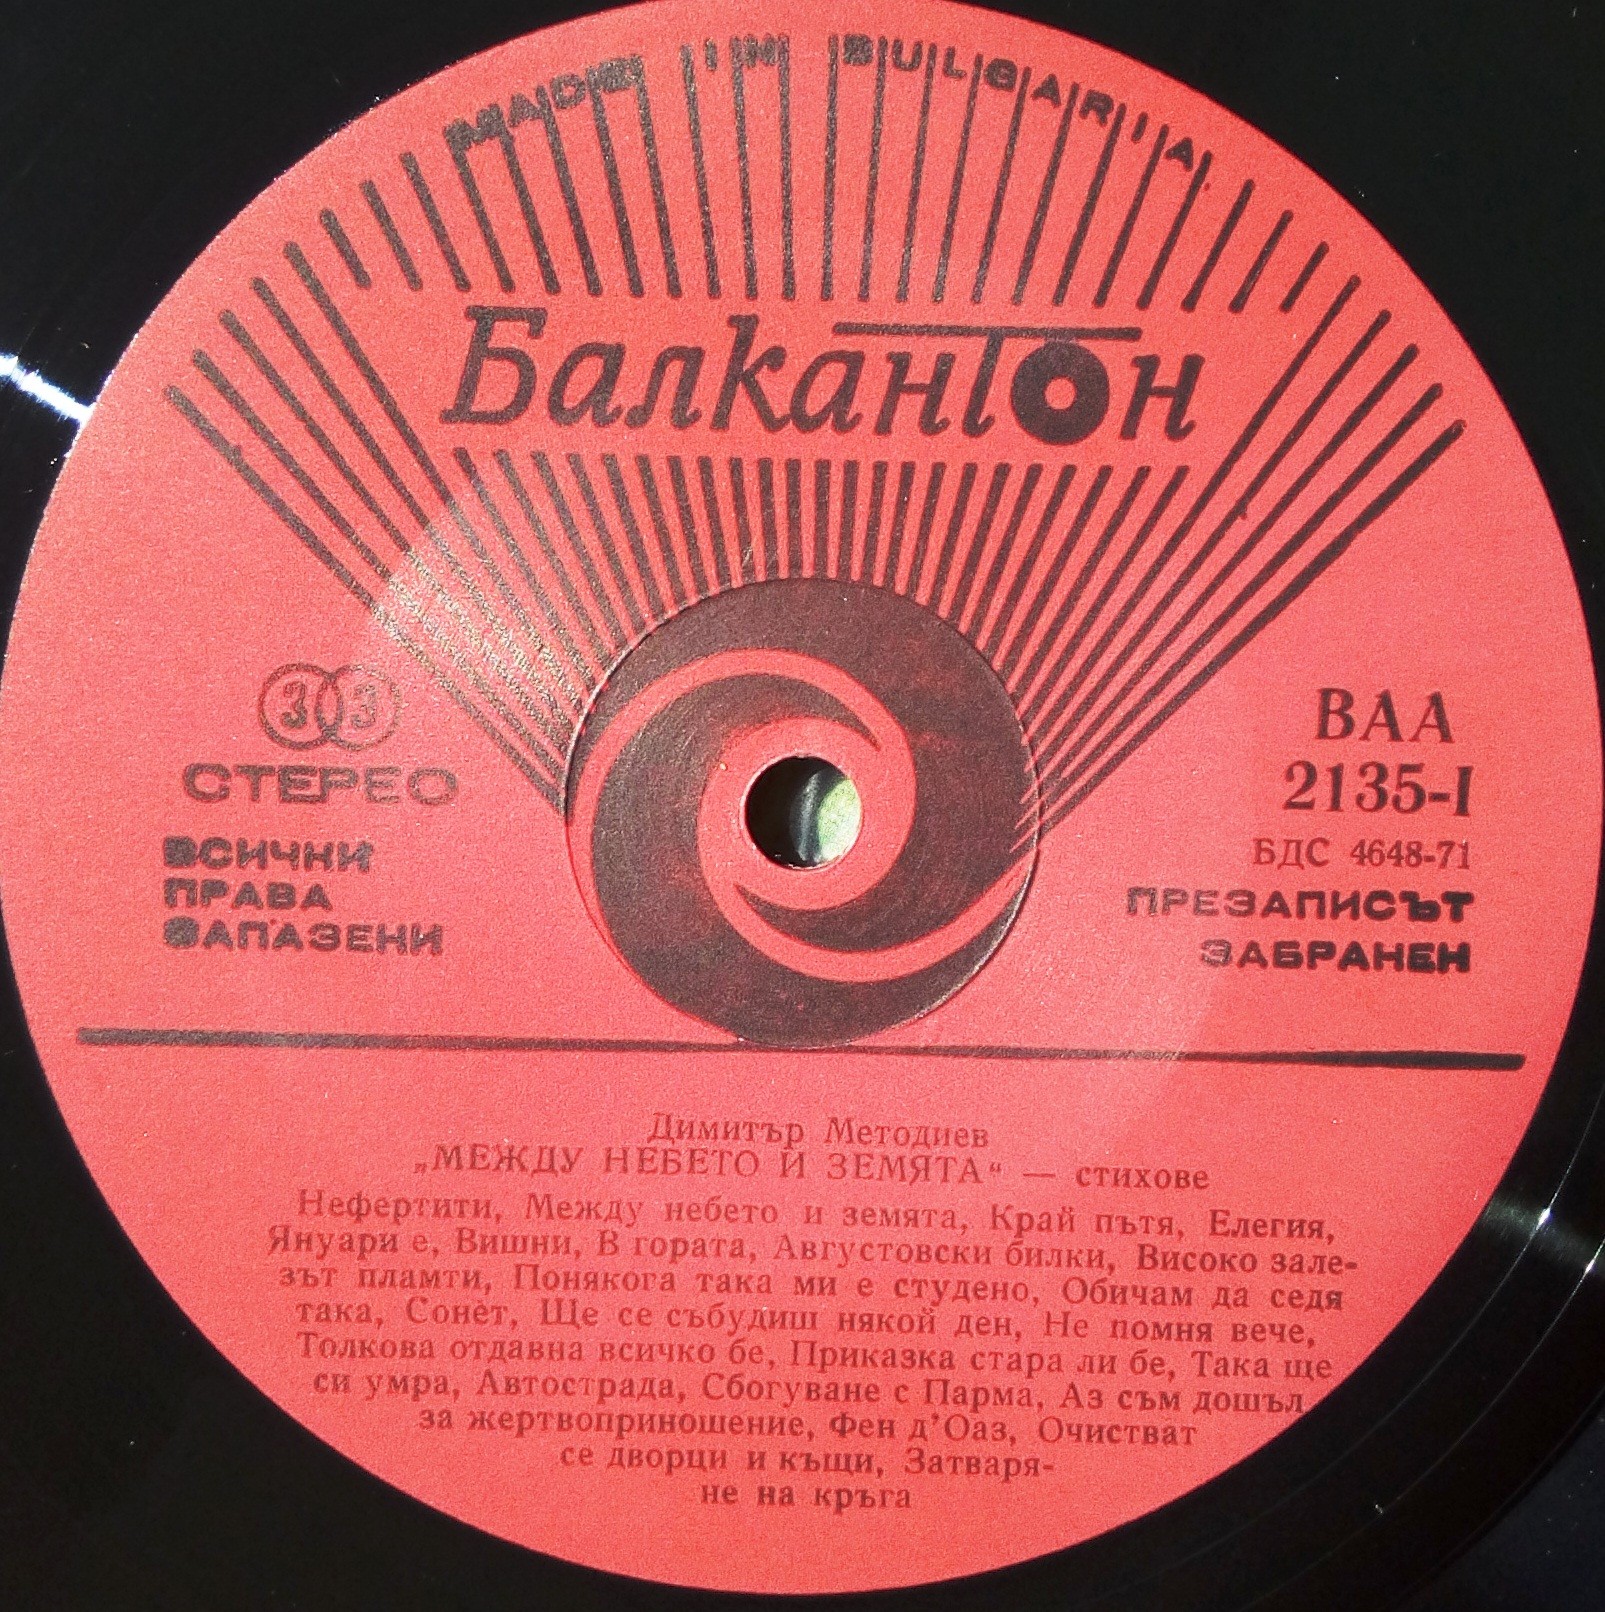 MADE IN BULGARIA
Балкантон
33
СТЕРЕО
ВСИЧКИ
ПРАВА
ЗАПАЗЕНИ
ВАА
2135-I
БДС 4648-71
ПРЕЗАПИСЪТ
ЗАБРАНЕН
Димитър Методиев
„МЕЖДУ НЕБЕТО И ЗЕМЯТА“ — стихове
Нефертити, Между небето и земята, Край пътя, Елегия,
Януари е, Вишни, В гората, Августовски билки, Високо зале-
зът пламти, Понякога така ми е студено, Обичам да седя
така, Сонет, Ще се събудиш някой ден, Не помня вече,
Толкова отдавна всичко бе, Приказка стара ли бе, Така ще
си умра, Автострада, Сбогуване с Парма, Аз съм дошъл
за жертвоприношение, Фен д’Оаз, Очистват
се дворци и къщи, Затваря-
не на кръга